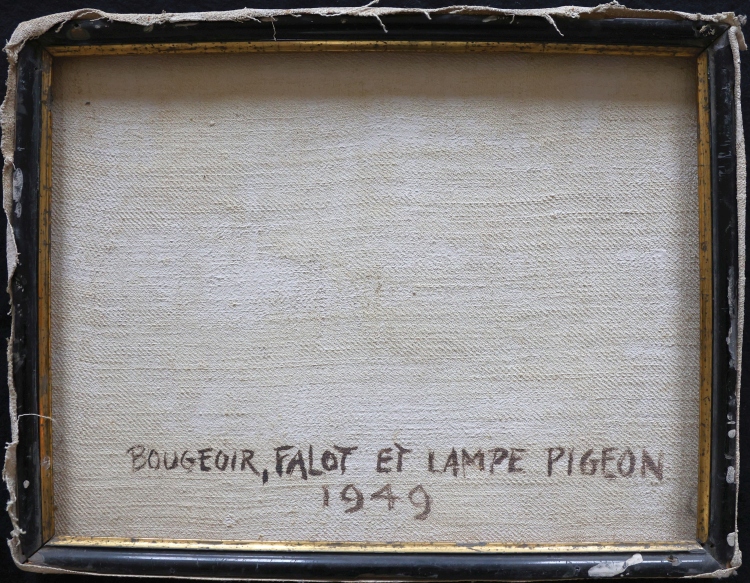 BOUGEOIR, FALOT ET LAMPE PIGEON
1949